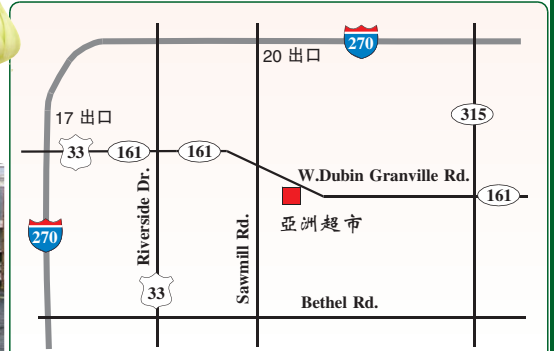 270
20 出口
315
17 出口
33
161
161
W.Dubin Granville Rd.
161
亞洲超市
270
Riverside Dr.
Sawmill Rd.
33
Bethel Rd.